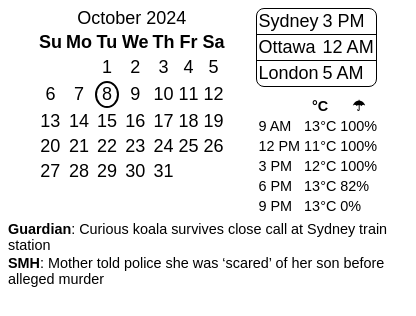 October 2024
Su Mo Tu We Th Fr Sa
1 2 3 4 5
6 7 8 9 10 11 12
13 14 15 16 17 18 19
20 21 22 23 24 25 26
27 28 29 30 31
Sydney 3 PM
Ottawa 12 AM
London 5 AM
°C ☂
9 AM 13°C 100%
12 PM 11°C 100%
3 PM 12°C 100%
6 PM 13°C 82%
9 PM 13°C 0%
Guardian: Curious koala survives close call at Sydney train
station
SMH: Mother told police she was ‘scared’ of her son before
alleged murder